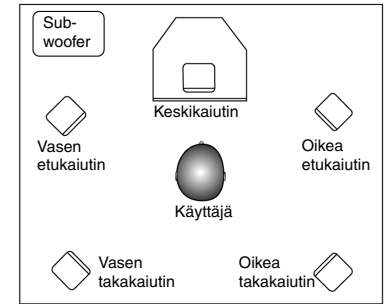 Sub-
woofer
Keskikaiutin
Vasen
etukaiutin
Oikea
etukaiutin
Käyttäjä
Vasen
takakaiutin
Oikea
takakaiutin